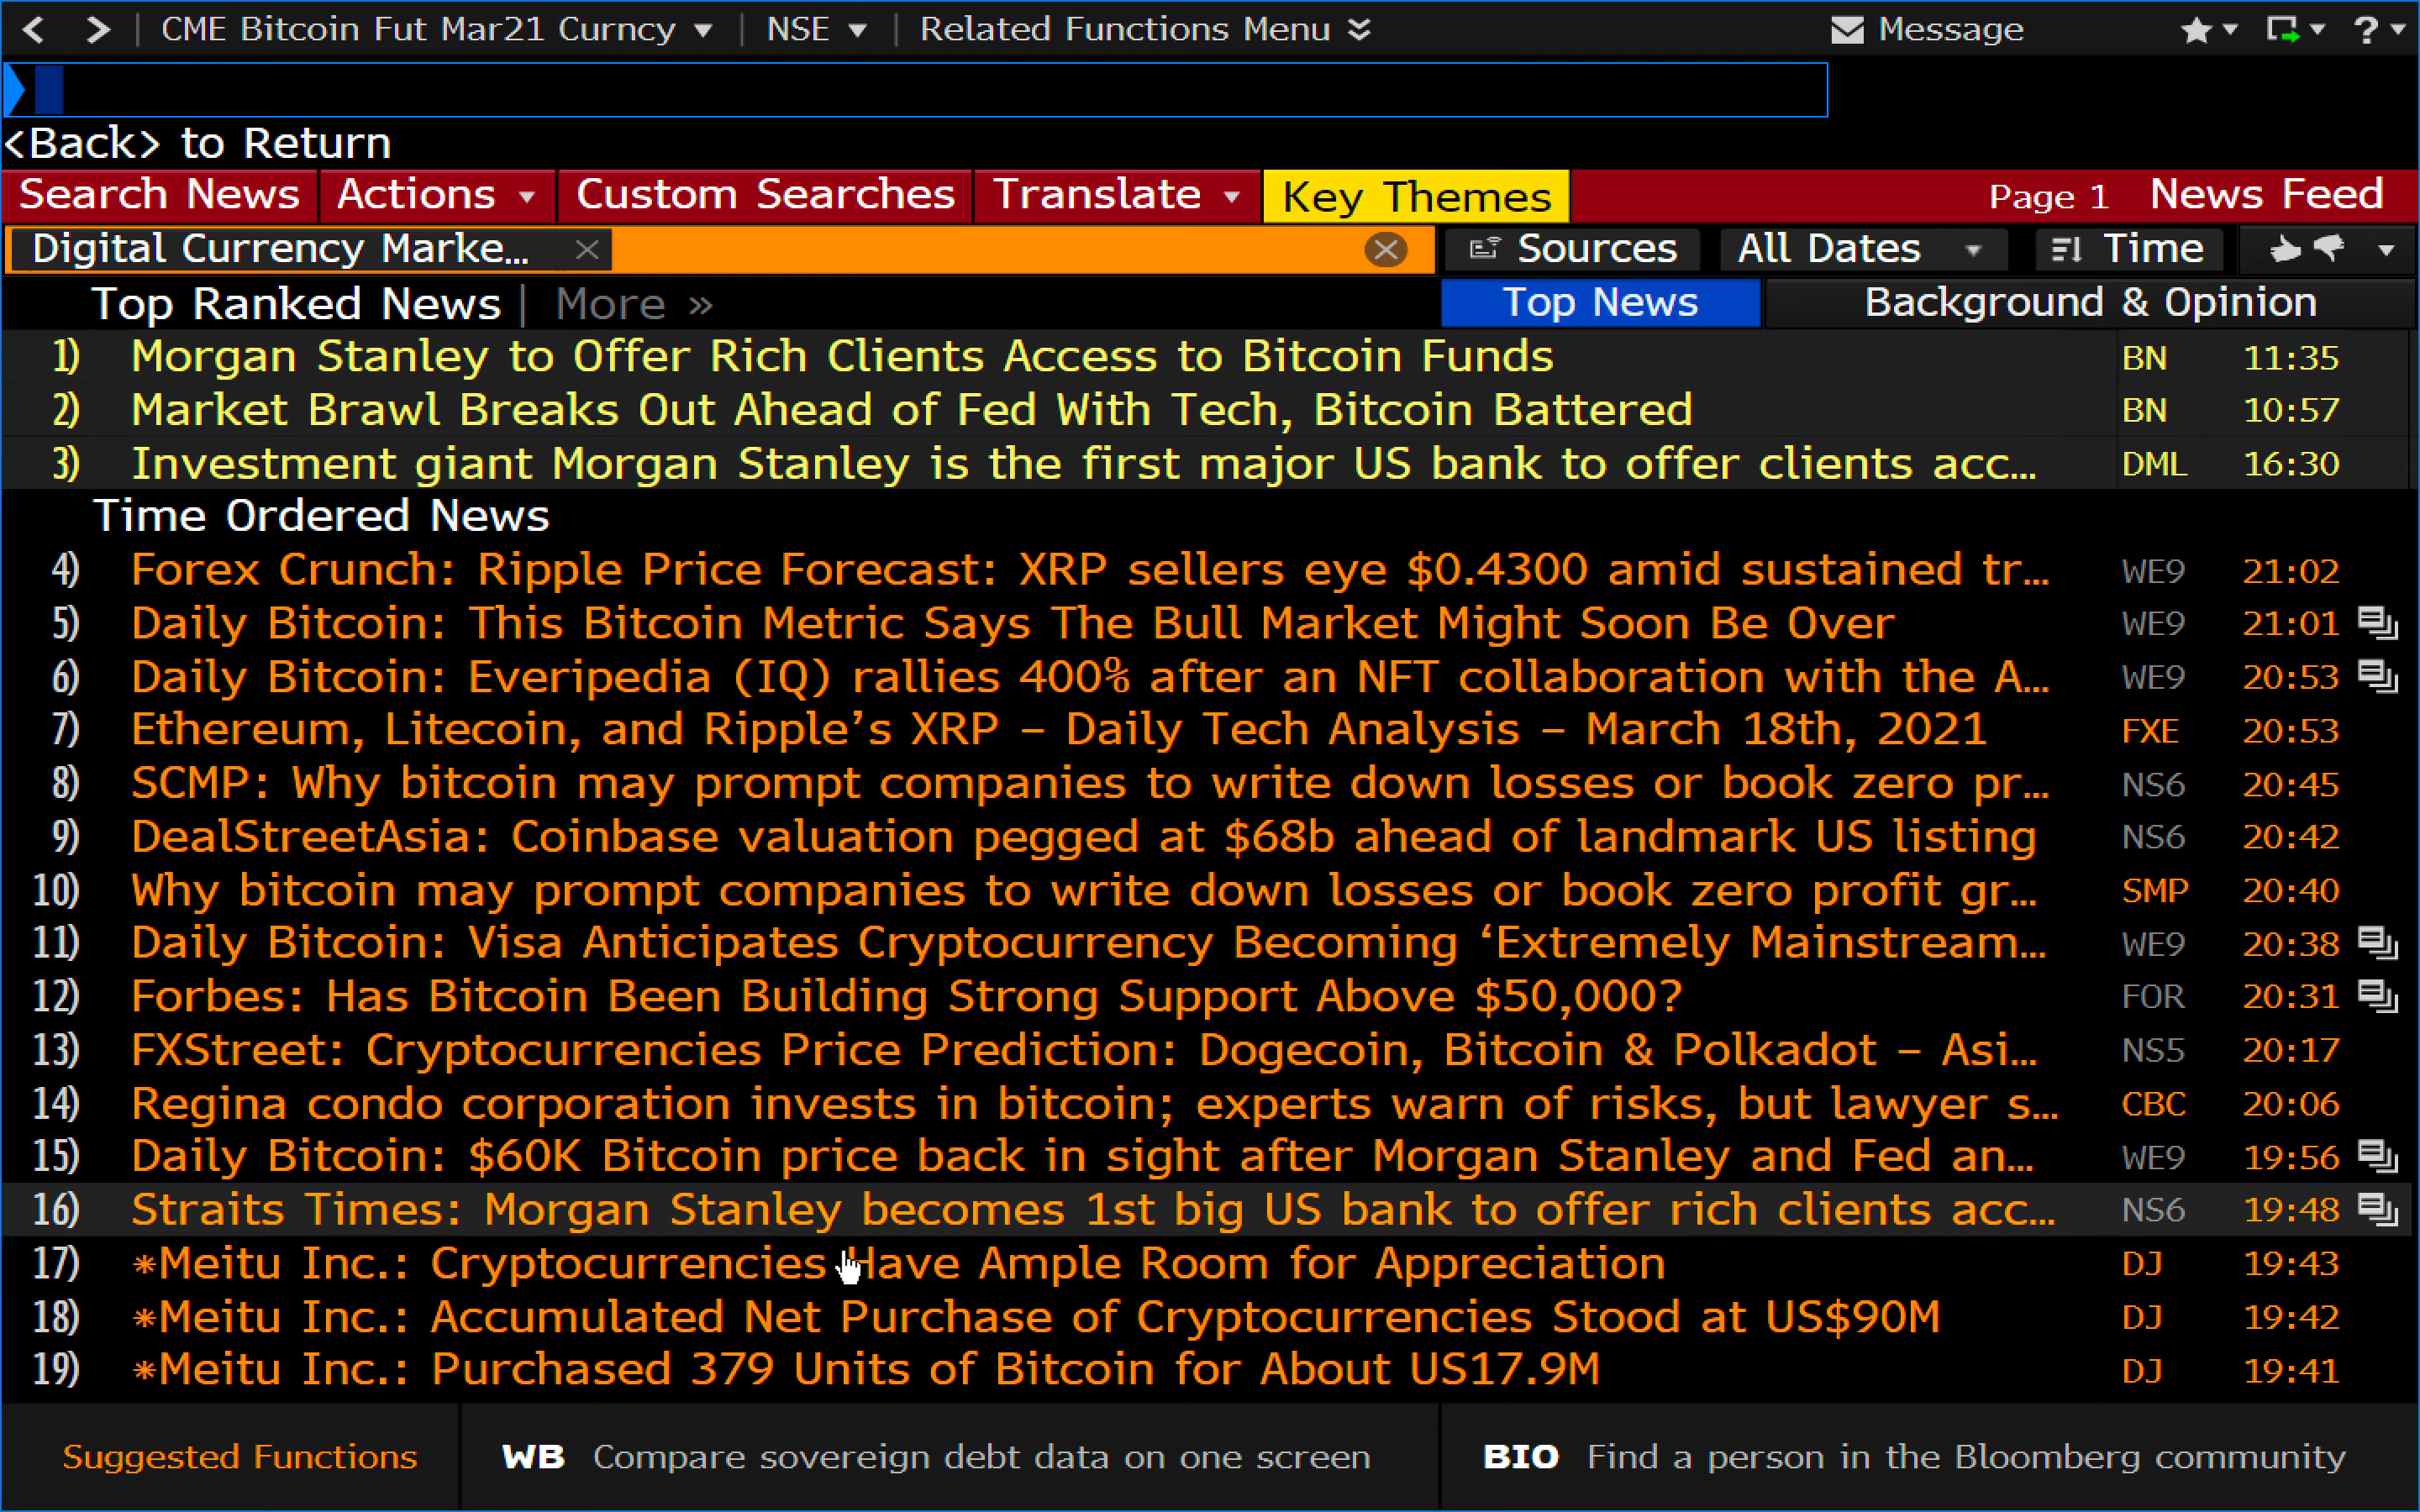 CME Bitcoin Fut Mar21 Curncy NSE Related Functions Menu Message ?
<Back> to Return
Search News Actions Custom Searches Translate Key Themes Page 1 News Feed
Digital Currency Marke... Sources All Dates Time
Top Ranked News | More » Top News Background & Opinion
1) Morgan Stanley to Offer Rich Clients Access to Bitcoin Funds BN 11:35
2) Market Brawl Breaks Out Ahead of Fed With Tech, Bitcoin Battered BN 10:57
3) Investment giant Morgan Stanley is the first major US bank to offer clients acc... DML 16:30
Time Ordered News
4) Forex Crunch: Ripple Price Forecast: XRP sellers eye $0.4300 amid sustained tr... WE9 21:02
5) Daily Bitcoin: This Bitcoin Metric Says The Bull Market Might Soon Be Over WE9 21:01
6) Daily Bitcoin: Everipedia (IQ) rallies 400% after an NFT collaboration with the A... WE9 20:53
7) Ethereum, Litecoin, and Ripple’s XRP – Daily Tech Analysis – March 18th, 2021 FXE 20:53
8) SCMP: Why bitcoin may prompt companies to write down losses or book zero pr... NS6 20:45
9) DealStreetAsia: Coinbase valuation pegged at $68b ahead of landmark US listing NS6 20:42
10) Why bitcoin may prompt companies to write down losses or book zero profit gr... SMP 20:40
11) Daily Bitcoin: Visa Anticipates Cryptocurrency Becoming ‘Extremely Mainstream... WE9 20:38
12) Forbes: Has Bitcoin Been Building Strong Support Above $50,000? FOR 20:31
13) FXStreet: Cryptocurrencies Price Prediction: Dogecoin, Bitcoin & Polkadot – Asi... NS5 20:17
14) Regina condo corporation invests in bitcoin; experts warn of risks, but lawyer s... CBC 20:06
15) Daily Bitcoin: $60K Bitcoin price back in sight after Morgan Stanley and Fed an... WE9 19:56
16) Straits Times: Morgan Stanley becomes 1st big US bank to offer rich clients acc... NS6 19:48
17) *Meitu Inc.: Cryptocurrencies Have Ample Room for Appreciation DJ 19:43
18) *Meitu Inc.: Accumulated Net Purchase of Cryptocurrencies Stood at US$90M DJ 19:42
19) *Meitu Inc.: Purchased 379 Units of Bitcoin for About US17.9M DJ 19:41
Suggested Functions WB Compare sovereign debt data on one screen BIO Find a person in the Bloomberg community